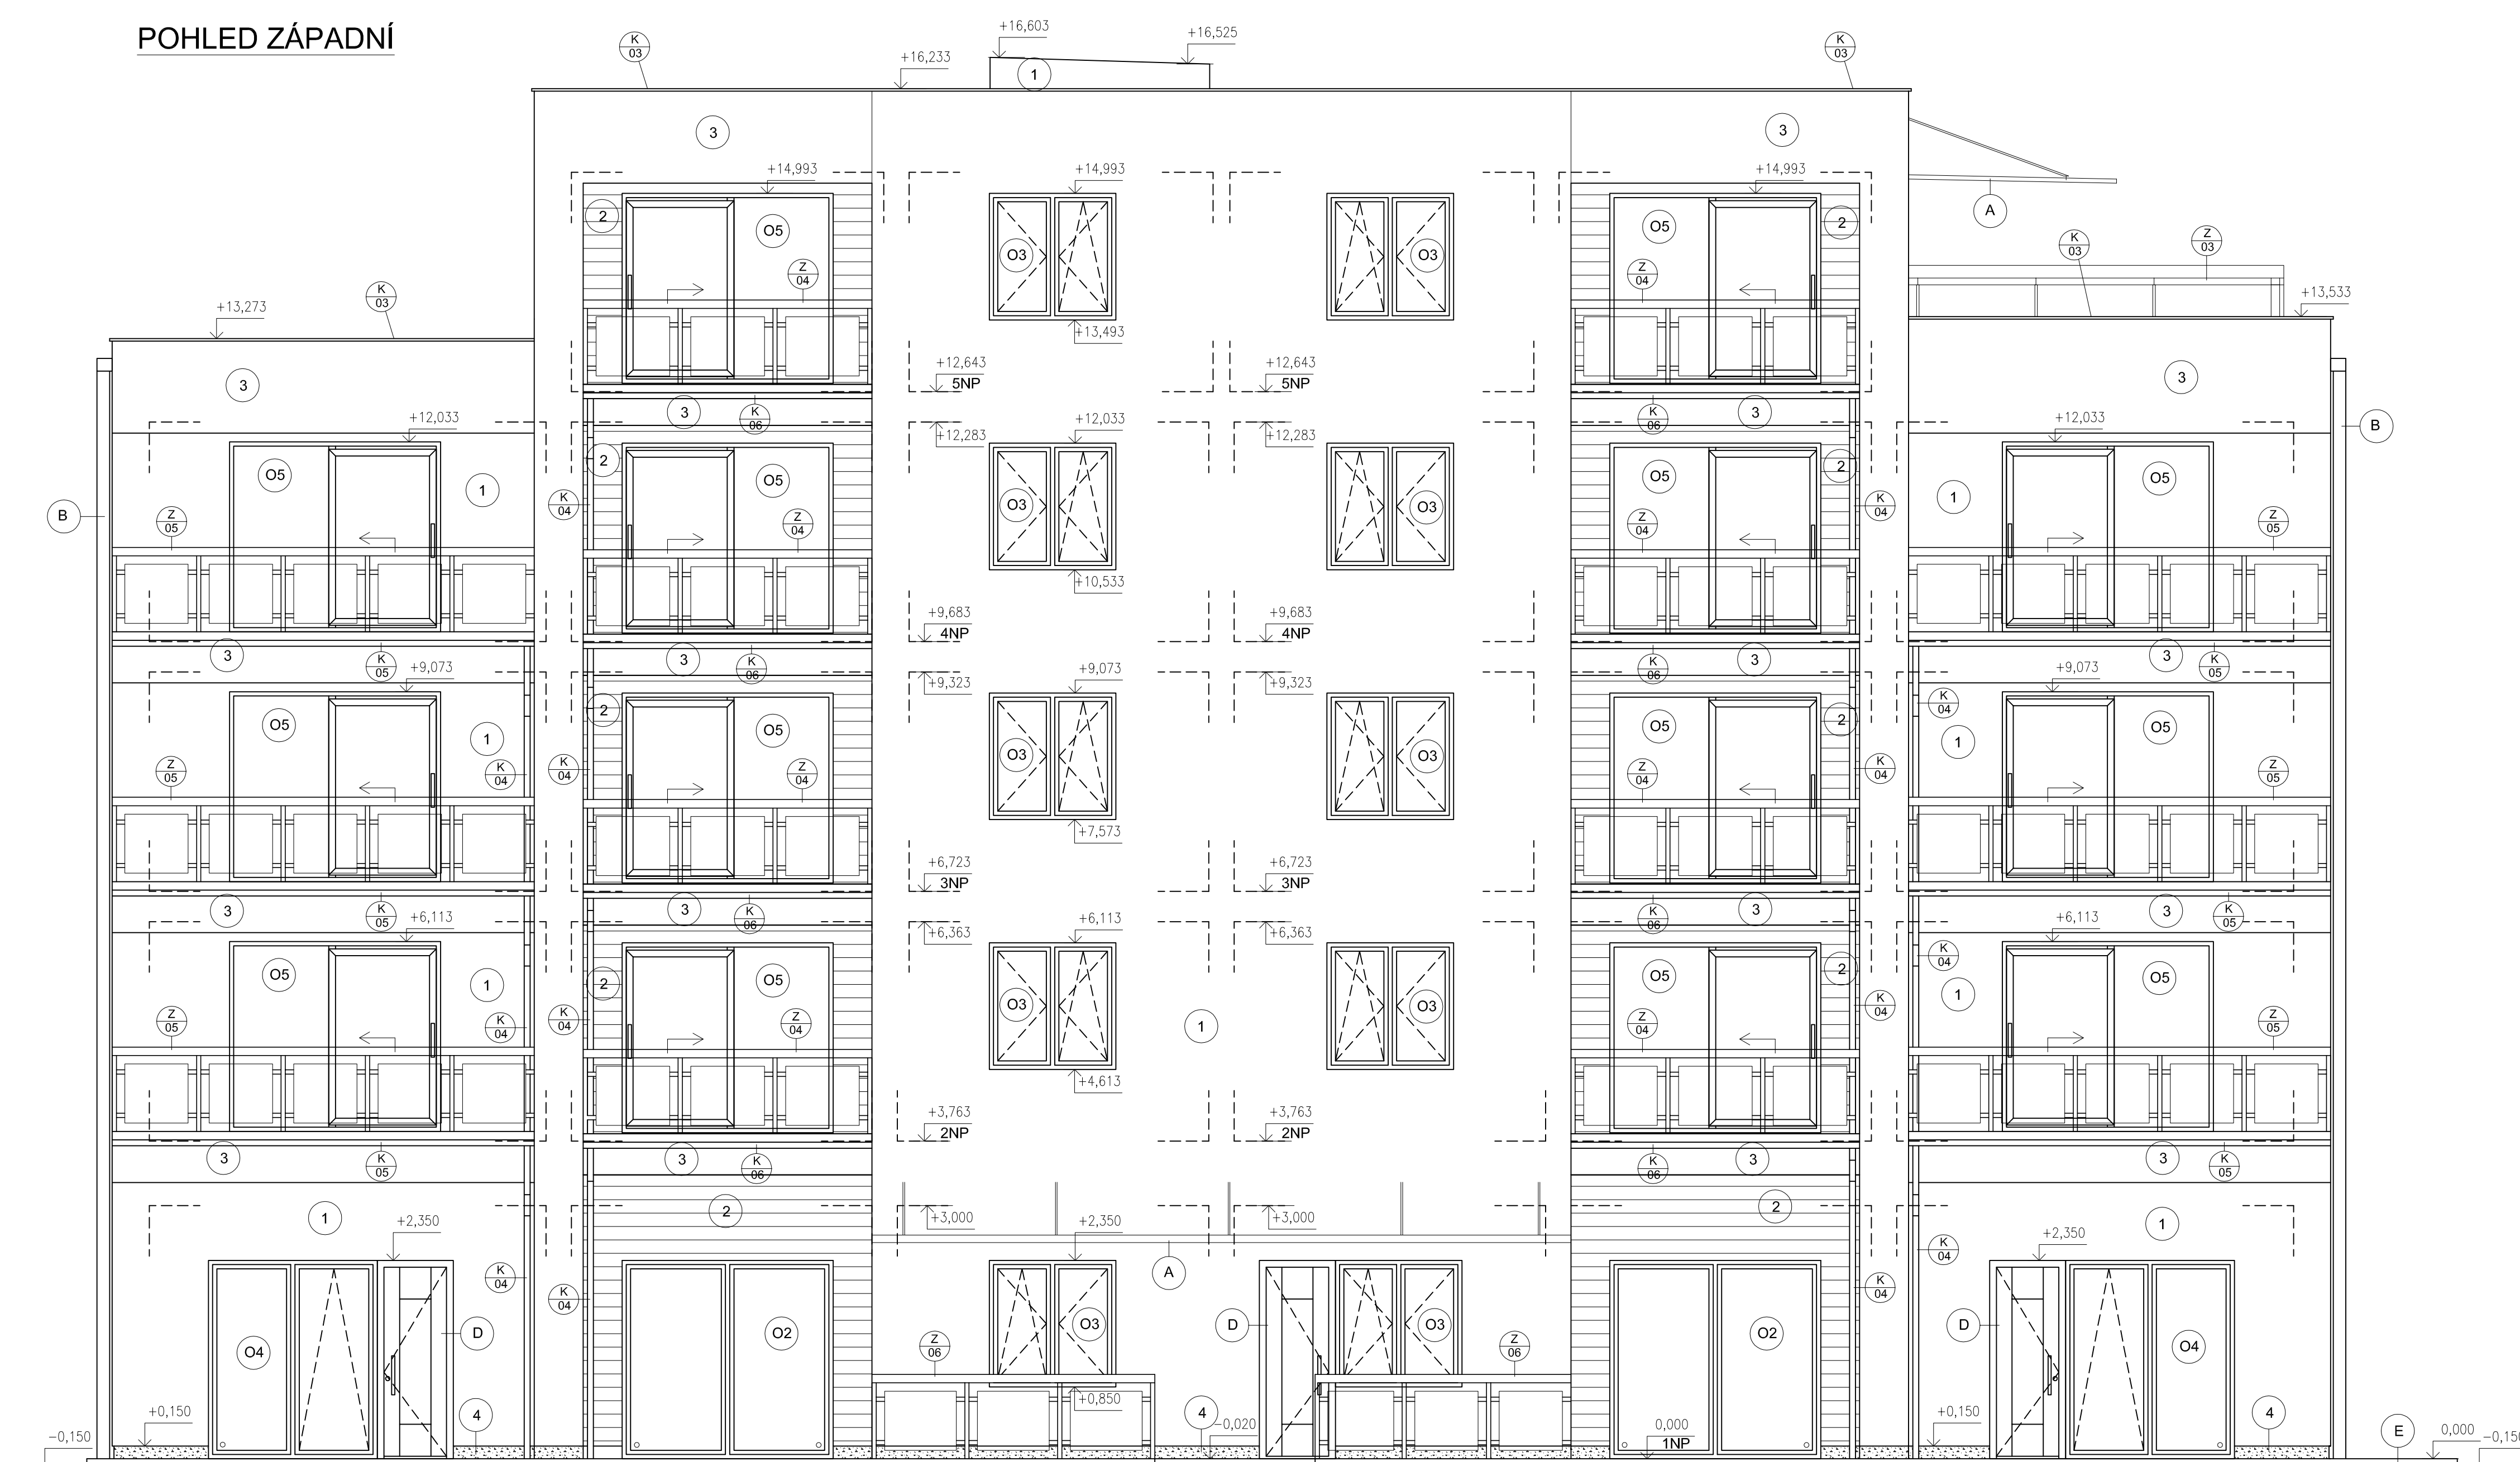 POHLED ZÁPADNÍ
+16,603
+16,525
K 03
+16,233
1
K 03
3
3
+14,993
+14,993
+14,993
2
O5
O3
O3
O5
2
A
K 03
Z 03
Z 04
Z 04
+13,273
K 03
+13,533
+13,493
+12,643
5NP
+12,643
5NP
3
3
3
K 06
K 06
3
+12,033
+12,283
+12,033
+12,283
+12,033
B
B
O5
1
2
O5
O3
O3
O5
2
1
O5
K 04
K 04
Z 05
Z 04
Z 04
Z 05
+10,533
+9,683
4NP
+9,683
4NP
3
K 05
3
K 06
K 06
3
3
K 05
+9,073
+9,323
+9,073
+9,323
+9,073
O5
1
2
O5
O3
O3
O5
2
K 04
1
O5
Z 05
K 04
K 04
Z 04
Z 04
K 04
Z 05
+7,573
+6,723
3NP
+6,723
3NP
3
K 05
3
K 06
K 06
3
3
K 05
+6,113
+6,363
+6,113
+6,363
+6,113
O5
1
2
O5
O3
O3
O5
2
K 04
1
O5
Z 05
K 04
K 04
Z 04
1
Z 04
K 04
Z 05
+4,613
+3,763
2NP
+3,763
2NP
3
K 05
3
K 06
K 06
3
3
K 05
1
2
+3,000
+2,350
+3,000
2
1
+2,350
+2,350
K 04
K 04
A
K 04
K 04
O4
D
O2
O3
D
O3
O2
D
O4
Z 06
Z 06
+0,850
+0,150
4
4
-0,020
0,000
1NP
+0,150
4
E
-0,150
0,000